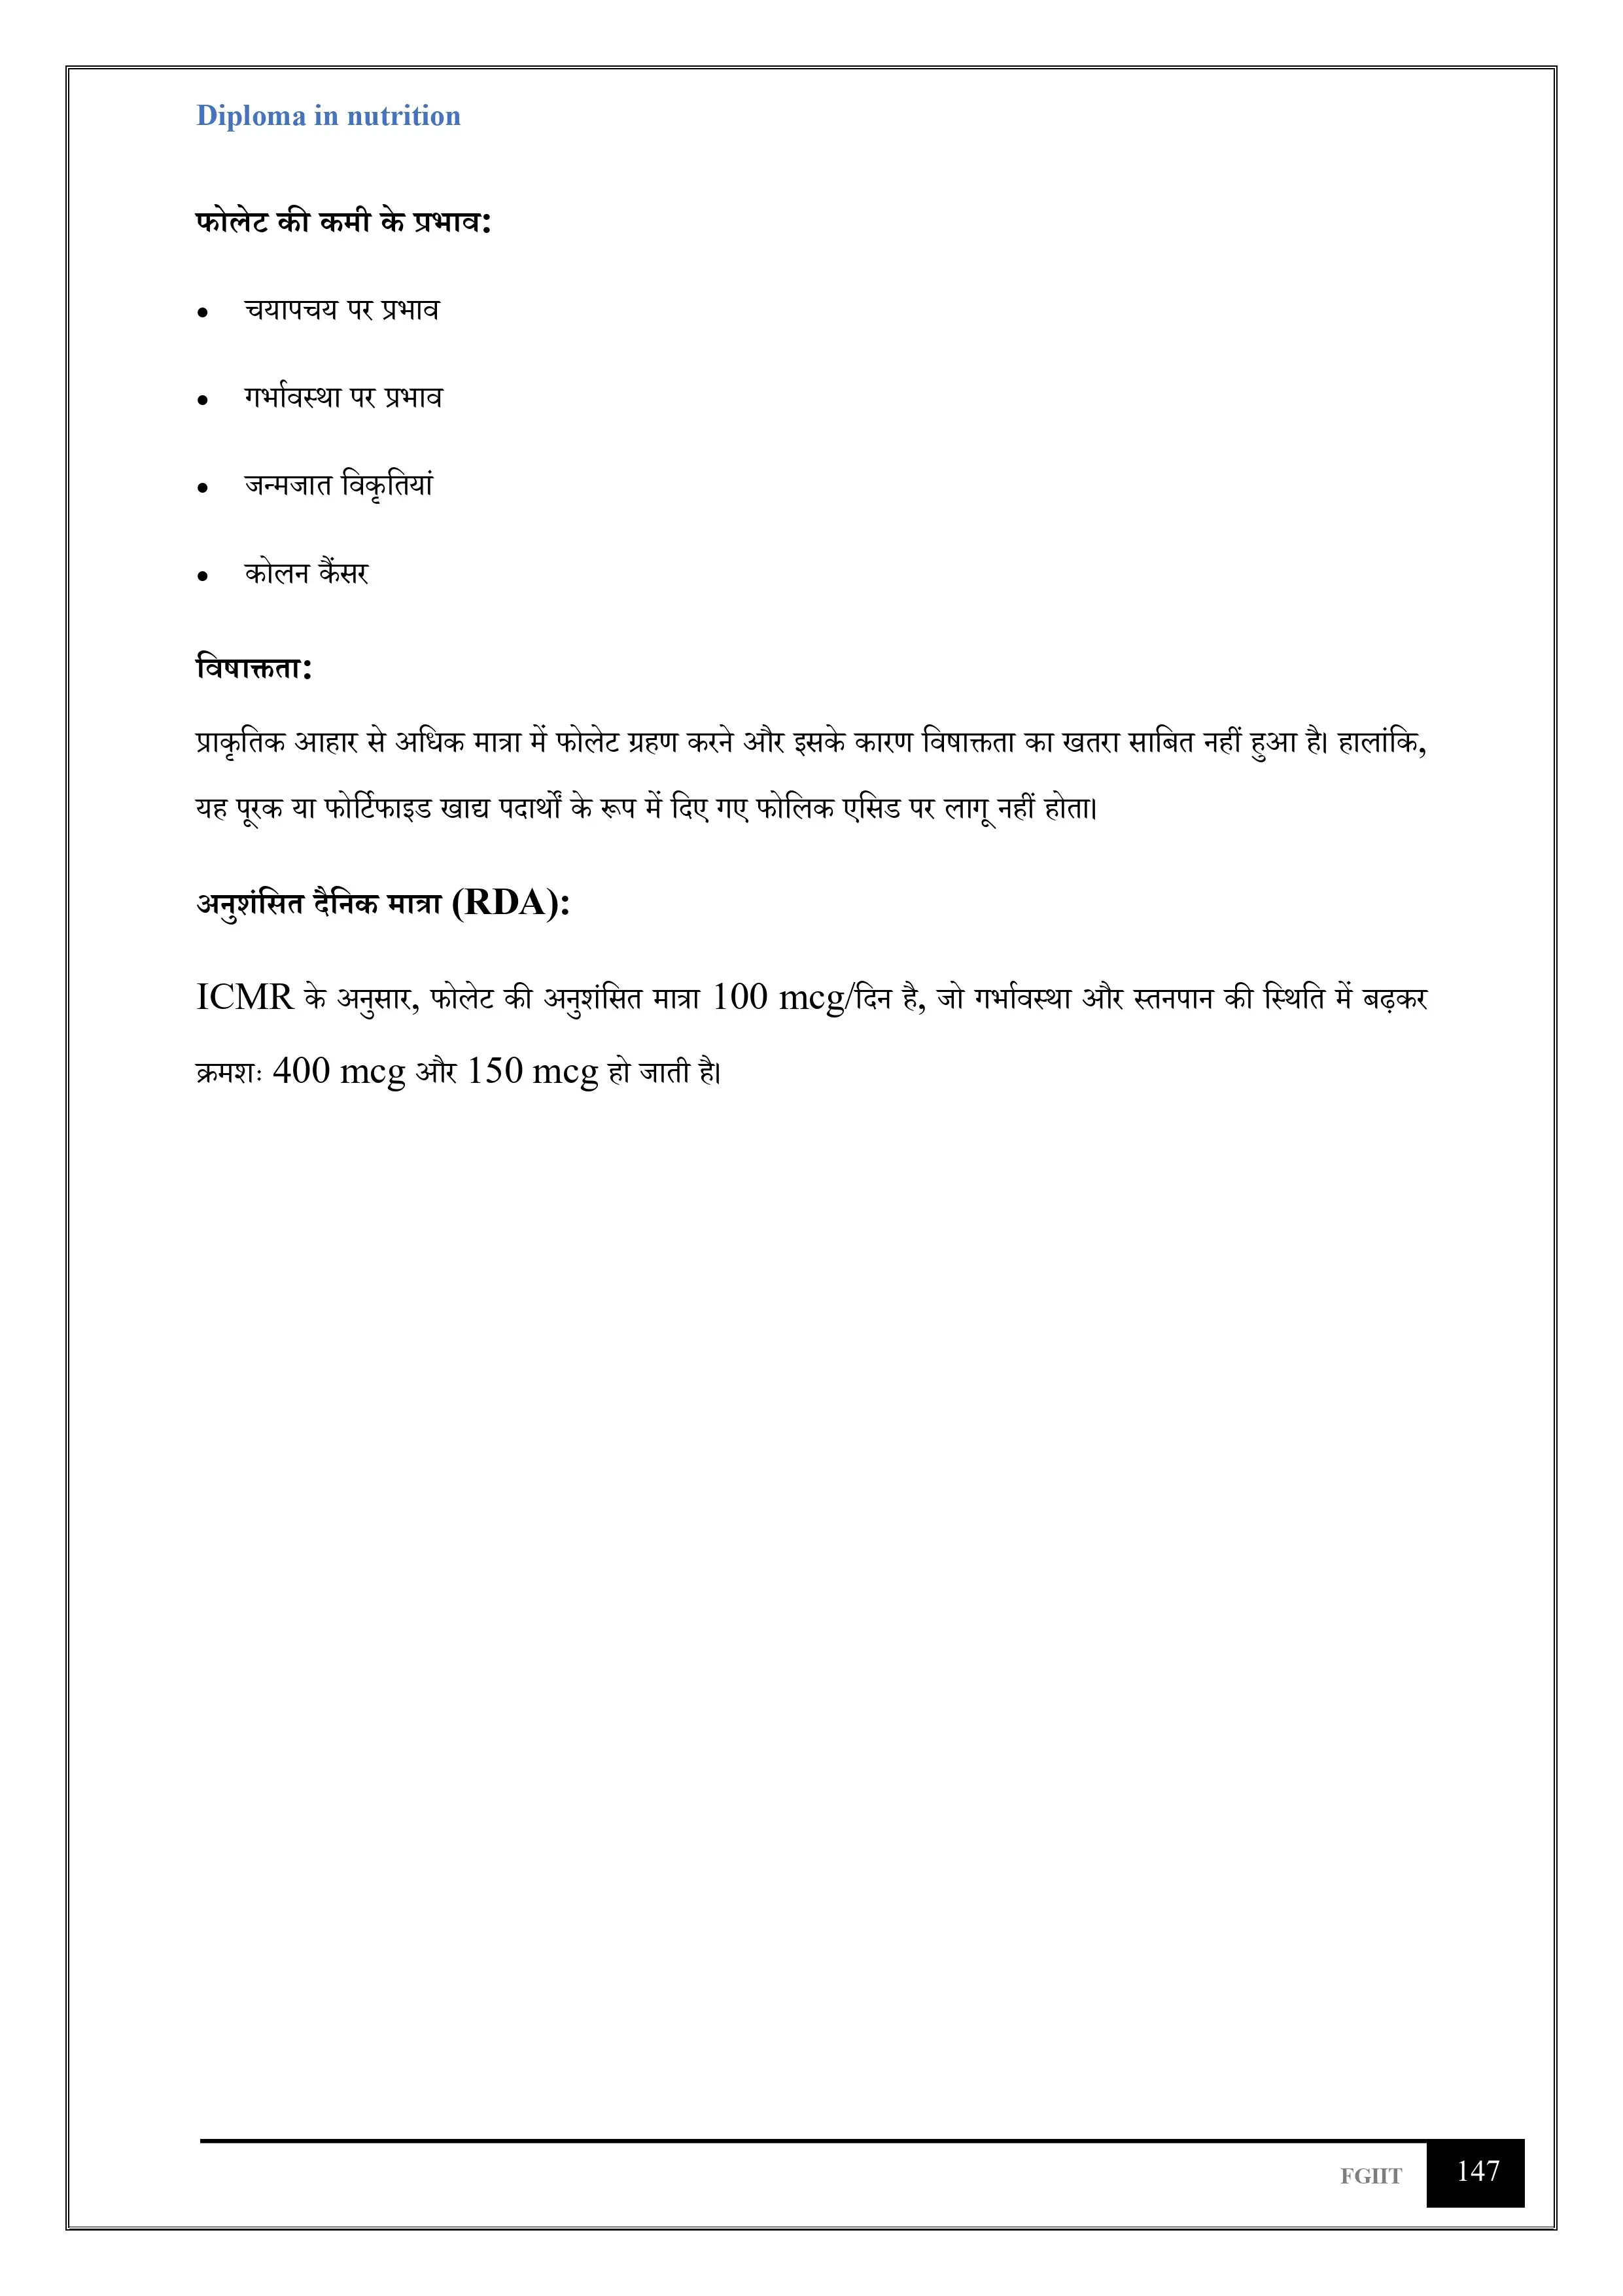 Diploma in nutrition
फोलेट की कमी के प्रभाव:
• चयापचय पर प्रभाव
• गर्भावस्था पर प्रभाव
• जन्मजात विकृतियां
• कोलन कैंसर
विषाक्तता:
प्राकृतिक आहार से अधिक मात्रा में फोलेट ग्रहण करने और इसके कारण विषाक्तता का खतरा साबित नहीं हुआ है। हालांकि,
यह पूरक या फोर्टिफाइड खाद्य पदार्थों के रूप में दिए गए फोलिक एसिड पर लागू नहीं होता।
अनुशंसित दैनिक मात्रा (RDA):
ICMR के अनुसार, फोलेट की अनुशंसित मात्रा 100 mcg/दिन है, जो गर्भावस्था और स्तनपान की स्थिति में बढ़कर
क्रमशः 400 mcg और 150 mcg हो जाती है।
FGIIT 147